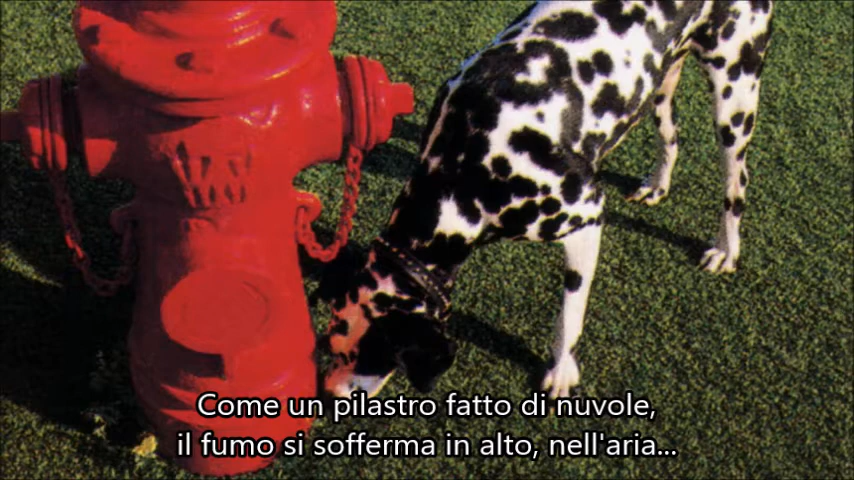 Come un pilastro fatto di nuvole,
il fumo si sofferma in alto, nell'aria...